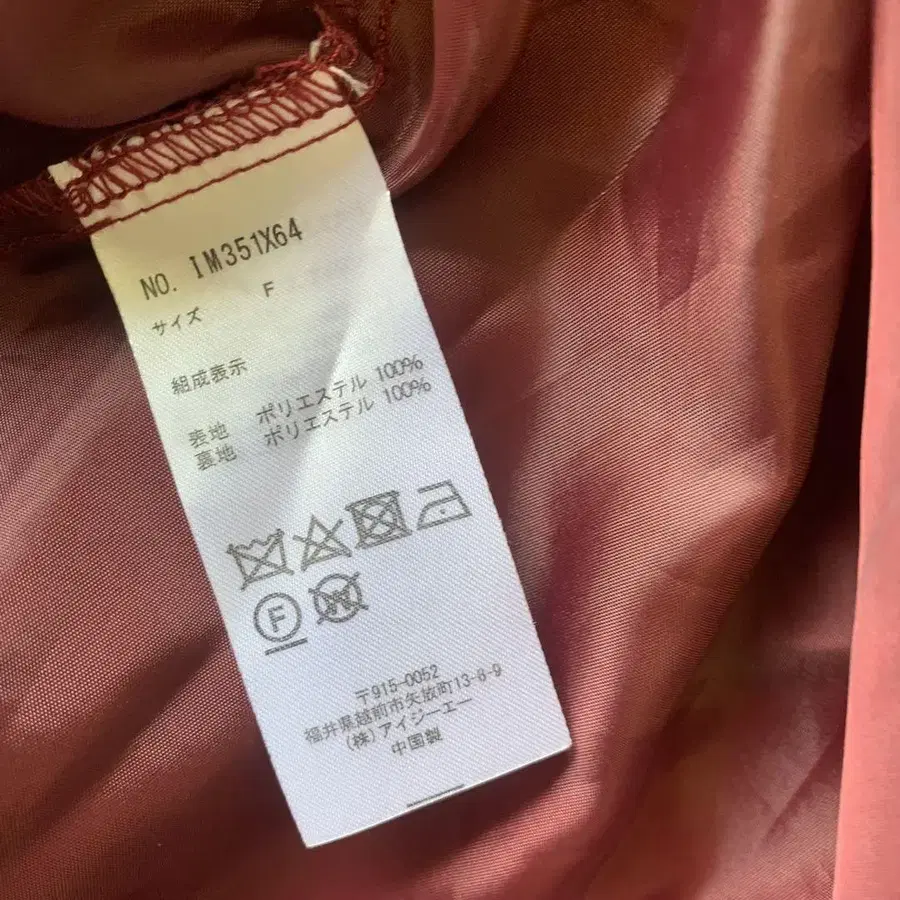 NO. IM351X64
サイズ F
組成表示
表地 ポリエステル 100%
裏地 ポリエステル 100%
F W
〒915-0052
福井県越前市矢放町13-8-9
(株)アイジーエー
中国製